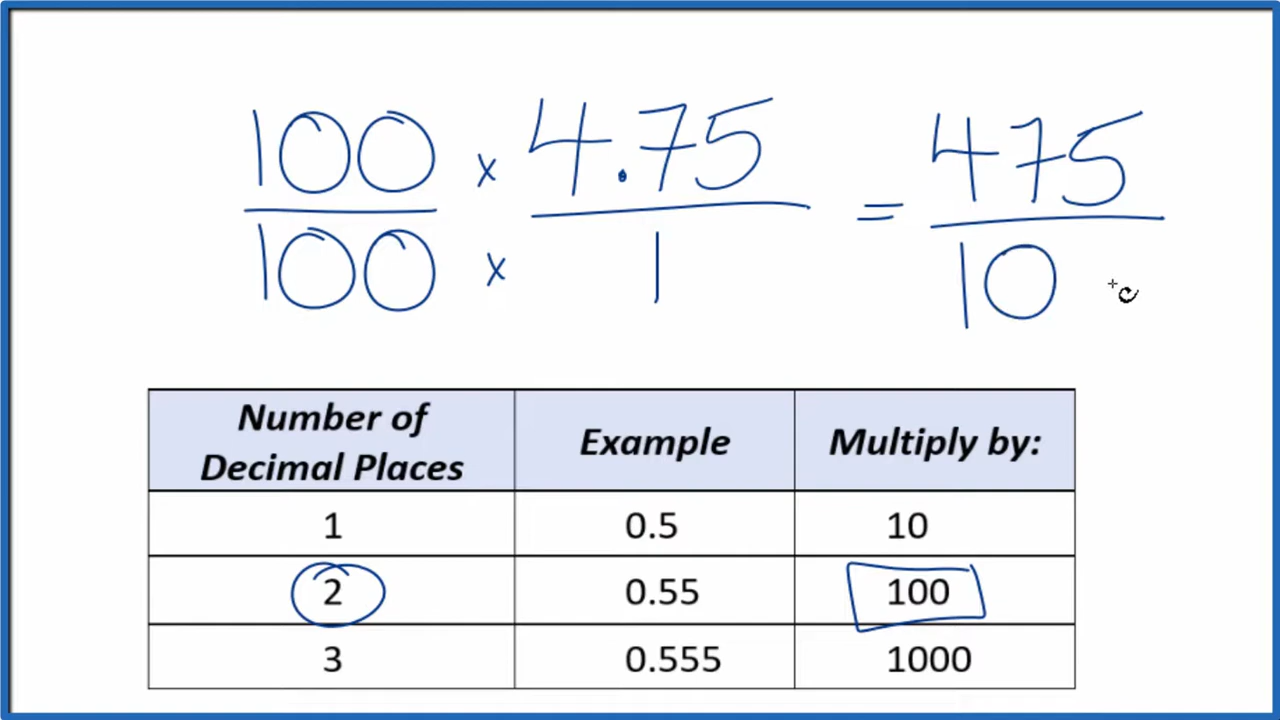 100 × 4.75 = 475
100 × 1 10
Number of Decimal Places Example Multiply by:
1 0.5 10
2 0.55 100
3 0.555 1000